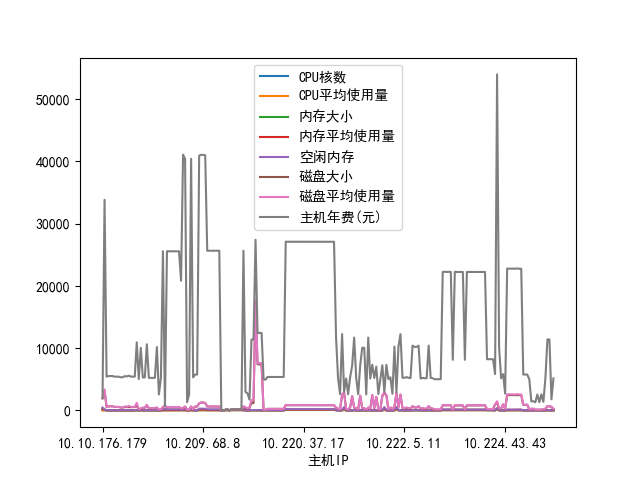 CPU核数
CPU平均使用量
内存大小
内存平均使用量
空闲内存
磁盘大小
磁盘平均使用量
主机年费(元)
50000
40000
30000
20000
10000
0
10.10.176.179 10.209.68.8 10.220.37.17 10.222.5.11 10.224.43.43
主机IP